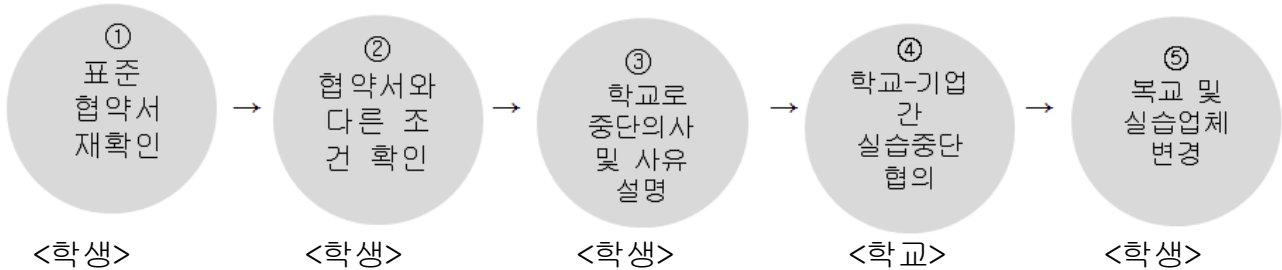 ①
표준
협약서
재확인
→
②
협약서와
다른 조
건 확인
→
③
학교로
중단의사
및 사유
설명
→
④
학교-기업
간
실습중단
협의
→
⑤
복교 및
실습업체
변경
<학생>
<학생>
<학생>
<학교>
<학생>